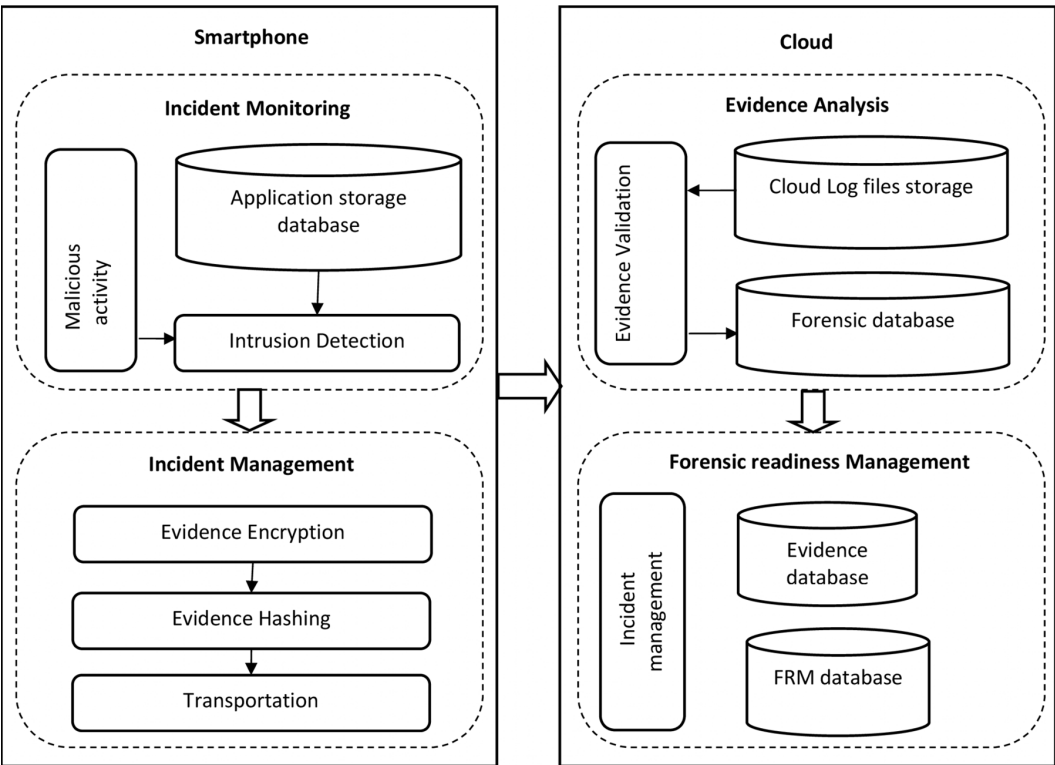 Smartphone
Incident Monitoring
Malicious
activity
Application storage
database
Intrusion Detection
Incident Management
Evidence Encryption
Evidence Hashing
Transportation
Cloud
Evidence Analysis
Evidence Validation
Cloud Log files storage
Forensic database
Forensic readiness Management
Incident
management
Evidence
database
FRM database